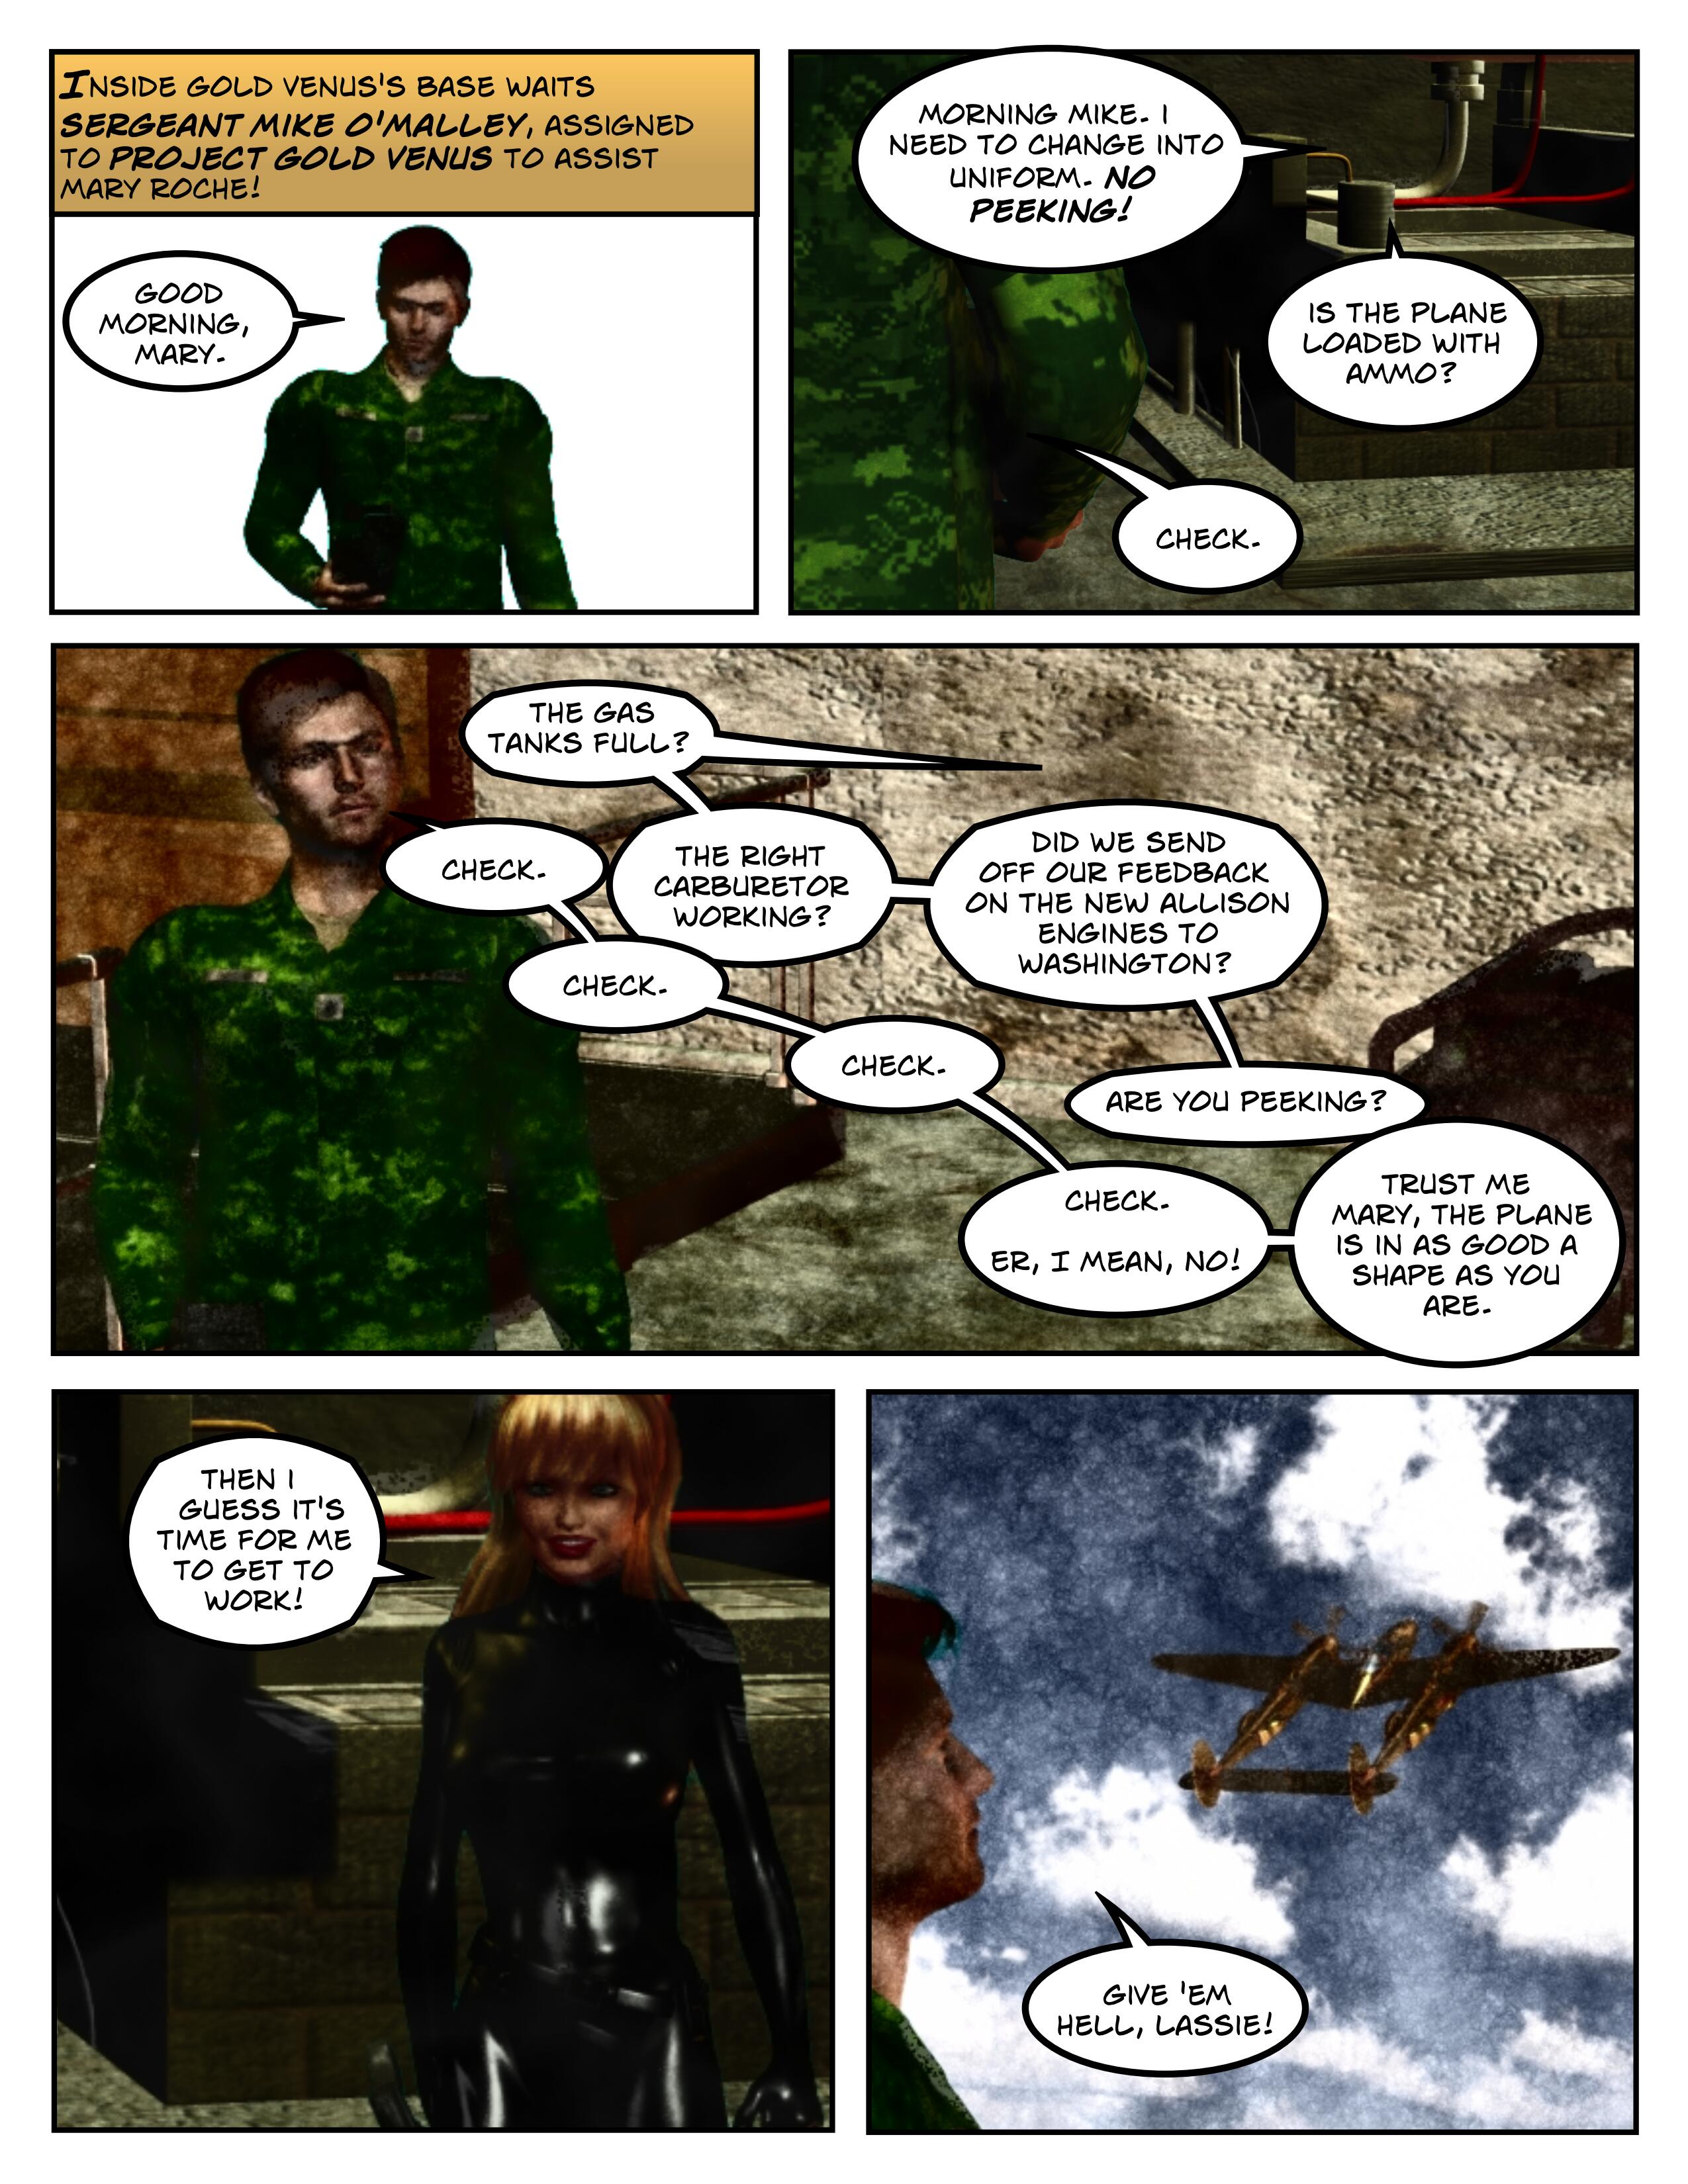 INSIDE GOLD VENUS'S BASE WAITS
SERGEANT MIKE O'MALLEY, ASSIGNED
TO PROJECT GOLD VENUS TO ASSIST
MARY ROCHE!
GOOD
MORNING,
MARY.
MORNING MIKE. I
NEED TO CHANGE INTO
UNIFORM. NO
PEEKING!
IS THE PLANE
LOADED WITH
AMMO?
CHECK.
THE GAS
TANKS FULL?
CHECK.
THE RIGHT
CARBURETOR
WORKING?
CHECK.
DID WE SEND
OFF OUR FEEDBACK
ON THE NEW ALLISON
ENGINES TO
WASHINGTON?
CHECK.
ARE YOU PEEKING?
CHECK.
ER, I MEAN, NO!
TRUST ME
MARY, THE PLANE
IS IN AS GOOD A
SHAPE AS YOU
ARE.
THEN I
GUESS IT'S
TIME FOR ME
TO GET TO
WORK!
GIVE 'EM
HELL, LASSIE!